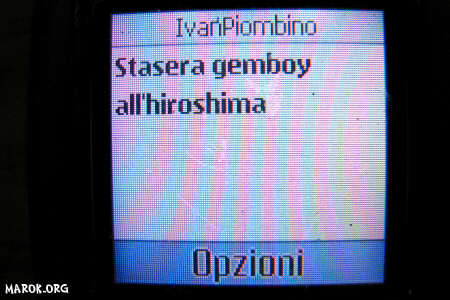 IvanPiombino
Stasera gemboy
all'hiroshima
Opzioni
MAROK.ORG